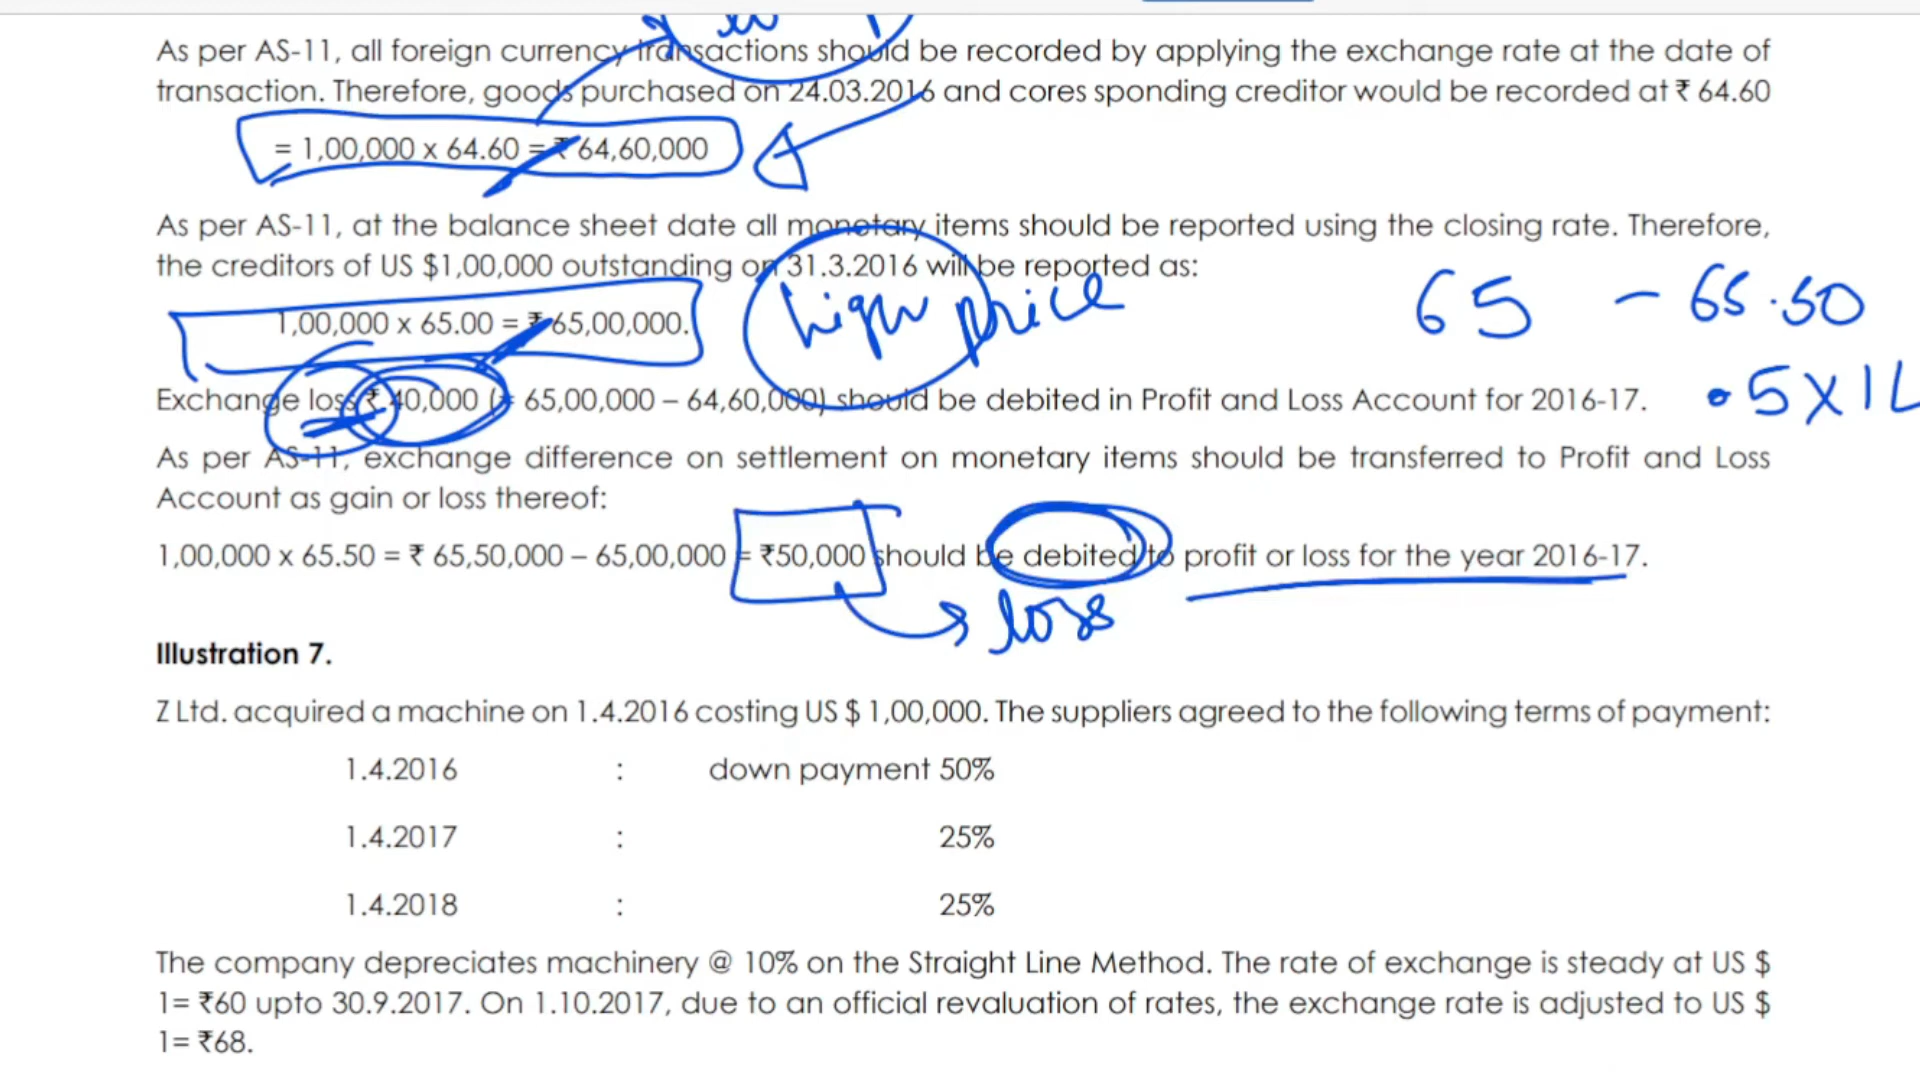 As per AS-11, all foreign currency transactions should be recorded by applying the exchange rate at the date of
transaction. Therefore, goods purchased on 24.03.2016 and cores sponding creditor would be recorded at ₹ 64.60
= 1,00,000 x 64.60 = ₹ 64,60,000
As per AS-11, at the balance sheet date all monetary items should be reported using the closing rate. Therefore,
the creditors of US $1,00,000 outstanding on 31.3.2016 will be reported as:
1,00,000 x 65.00 = ₹ 65,00,000.
high price
65 - 65.50
Exchange loss ₹ 40,000 (= 65,00,000 – 64,60,000) should be debited in Profit and Loss Account for 2016-17.
.5 X 1L
As per AS-11, exchange difference on settlement on monetary items should be transferred to Profit and Loss
Account as gain or loss thereof:
1,00,000 x 65.50 = ₹ 65,50,000 – 65,00,000 = ₹50,000 should be debited to profit or loss for the year 2016-17.
loss
Illustration 7.
Z Ltd. acquired a machine on 1.4.2016 costing US $ 1,00,000. The suppliers agreed to the following terms of payment:
1.4.2016 : down payment 50%
1.4.2017 : 25%
1.4.2018 : 25%
The company depreciates machinery @ 10% on the Straight Line Method. The rate of exchange is steady at US $
1= ₹60 upto 30.9.2017. On 1.10.2017, due to an official revaluation of rates, the exchange rate is adjusted to US $
1= ₹68.